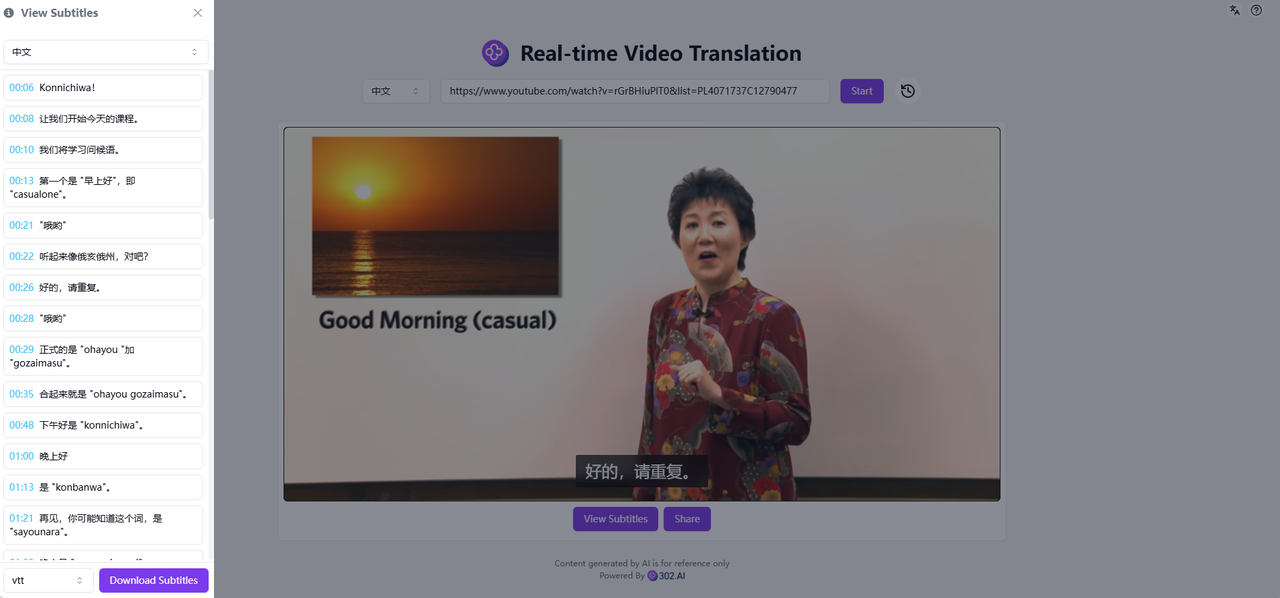 View Subtitles
中文
00:06 Konnichiwa!
00:08 让我们开始今天的课程。
00:10 我们将学习问候语。
00:13 第一个是 "早上好"，即
"casualone"。
00:21 "哦哟"
00:22 听起来像俄亥俄州，对吧?
00:26 好的，请重复。
00:28 "哦哟"
00:29 正式的是 "ohayou "加
"gozaimasu"。
00:35 合起来就是 "ohayou gozaimasu"。
00:48 下午好是 "konnichiwa"。
01:00 晚上好
01:13 是 "konbanwa"。
01:21 再见，你可能知道这个词，是
"sayounara"。
vtt
Download Subtitles
Real-time Video Translation
中文
https://www.youtube.com/watch?v=rGrBHiuPlT0&list=PL4071737C12790477
Start
Good Morning (casual)
好的，请重复。
View Subtitles
Share
Content generated by AI is for reference only
Powered By 302.AI